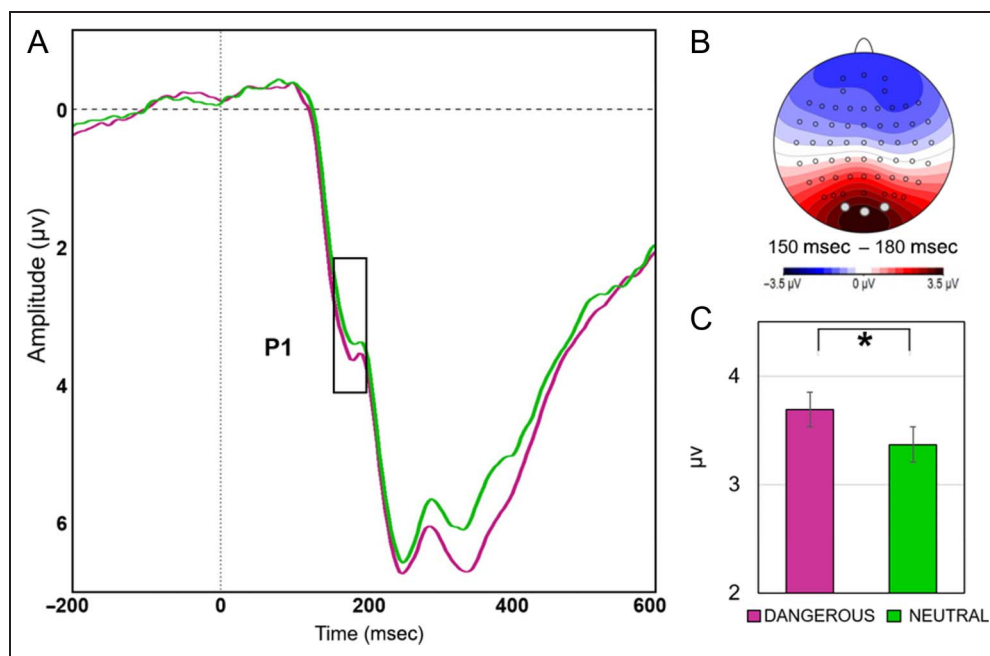 A
0
2
4
6
Amplitude (μv)
P1
−200
0
200
400
600
Time (msec)
B
150 msec – 180 msec
−3.5 μV
0 μV
3.5 μV
C
*
4
3
2
μv
DANGEROUS
NEUTRAL